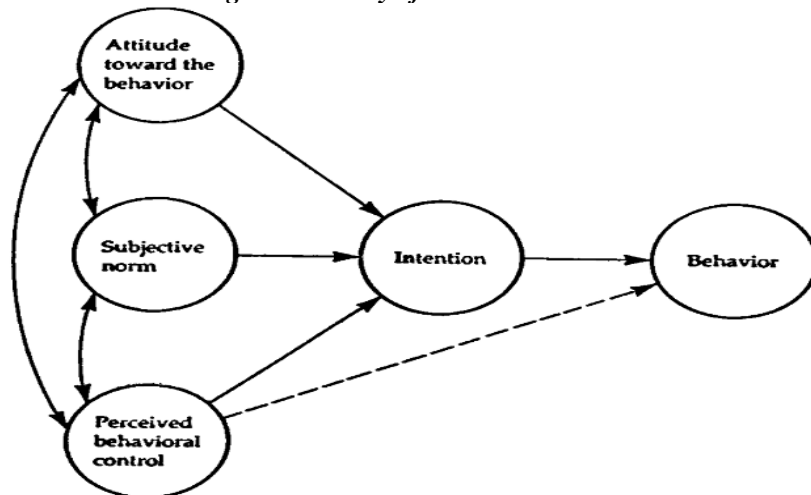 Attitude
toward the
behavior
Subjective
norm
Intention
Behavior
Perceived
behavioral
control